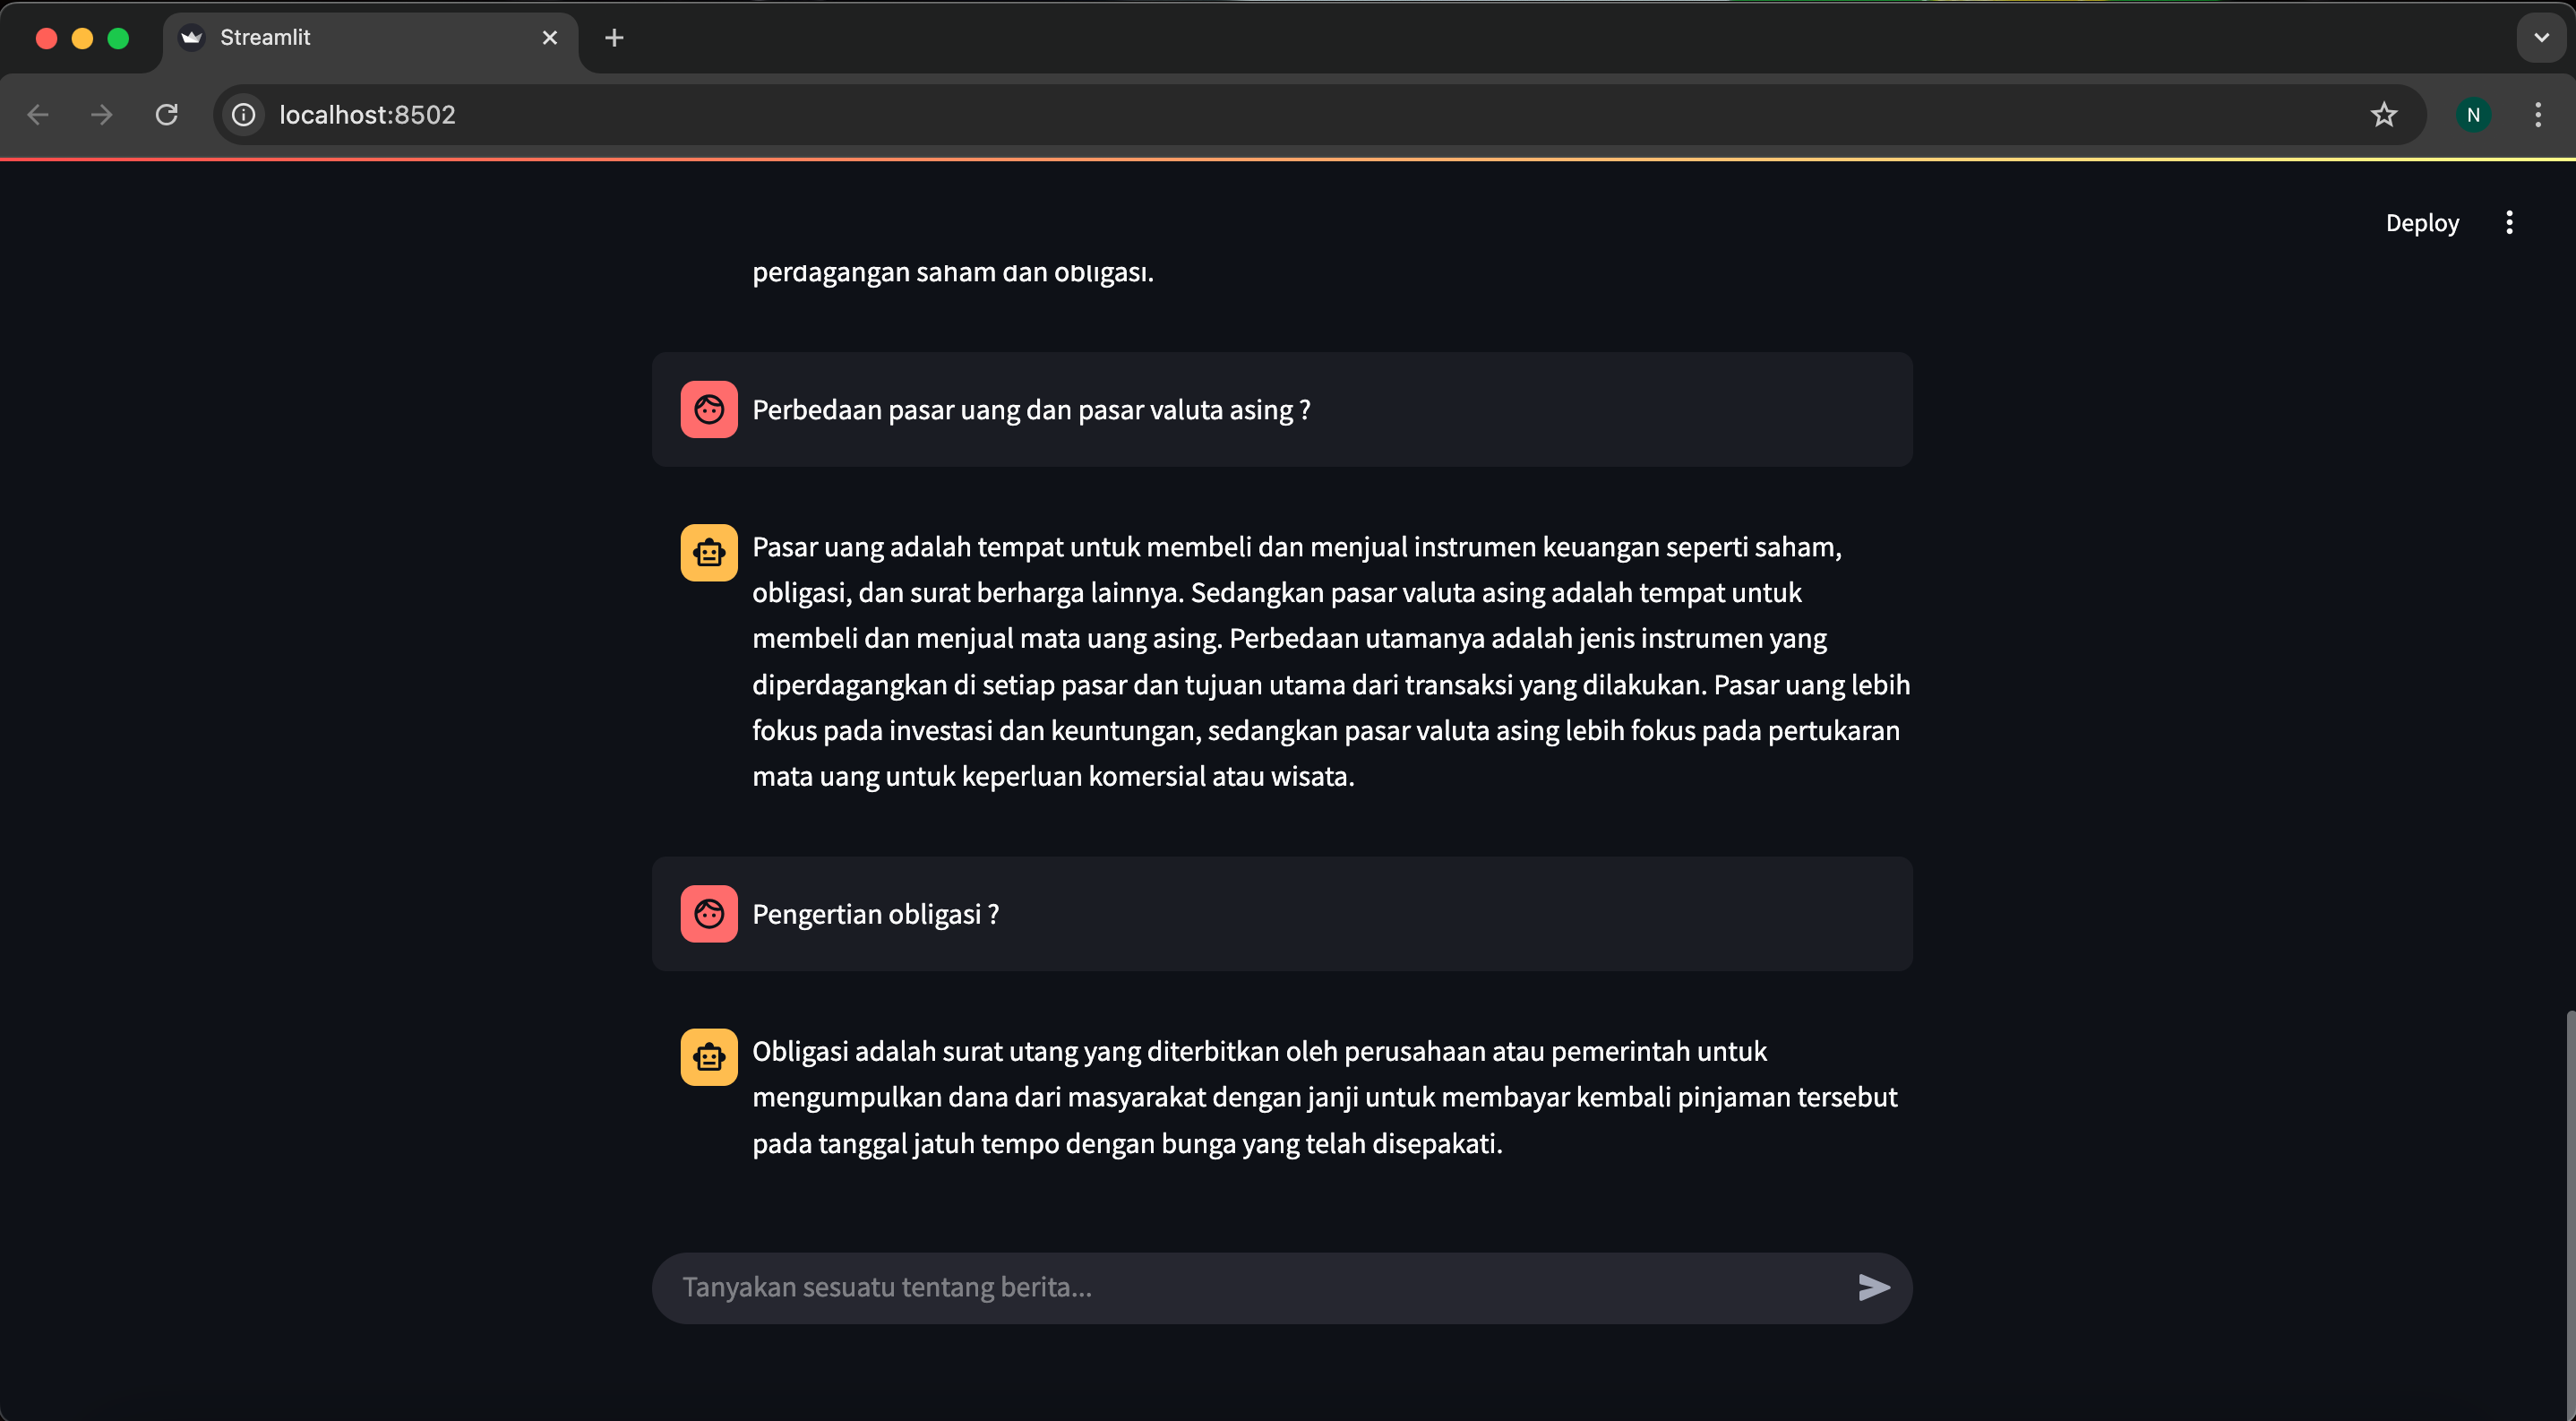 Streamlit
localhost:8502
N
Deploy
perdagangan saham dan obligasi.
Perbedaan pasar uang dan pasar valuta asing ?
Pasar uang adalah tempat untuk membeli dan menjual instrumen keuangan seperti saham,
obligasi, dan surat berharga lainnya. Sedangkan pasar valuta asing adalah tempat untuk
membeli dan menjual mata uang asing. Perbedaan utamanya adalah jenis instrumen yang
diperdagangkan di setiap pasar dan tujuan utama dari transaksi yang dilakukan. Pasar uang lebih
fokus pada investasi dan keuntungan, sedangkan pasar valuta asing lebih fokus pada pertukaran
mata uang untuk keperluan komersial atau wisata.
Pengertian obligasi ?
Obligasi adalah surat utang yang diterbitkan oleh perusahaan atau pemerintah untuk
mengumpulkan dana dari masyarakat dengan janji untuk membayar kembali pinjaman tersebut
pada tanggal jatuh tempo dengan bunga yang telah disepakati.
Tanyakan sesuatu tentang berita...